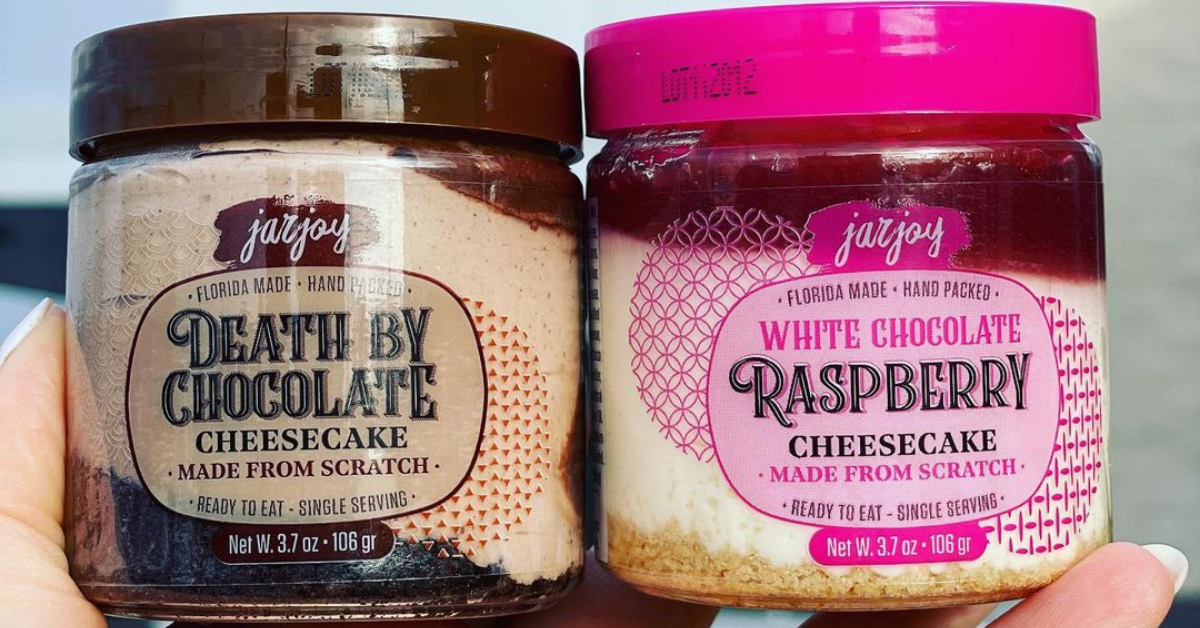 jarjoy
· FLORIDA MADE · HAND PACKED ·
DEATH BY
CHOCOLATE
CHEESECAKE
· MADE FROM SCRATCH ·
· READY TO EAT - SINGLE SERVING ·
Net W. 3.7 oz · 106 gr
jarjoy
· FLORIDA MADE · HAND PACKED ·
WHITE CHOCOLATE
RASPBERRY
CHEESECAKE
· MADE FROM SCRATCH ·
· READY TO EAT - SINGLE SERVING ·
Net W. 3.7 oz · 106 gr